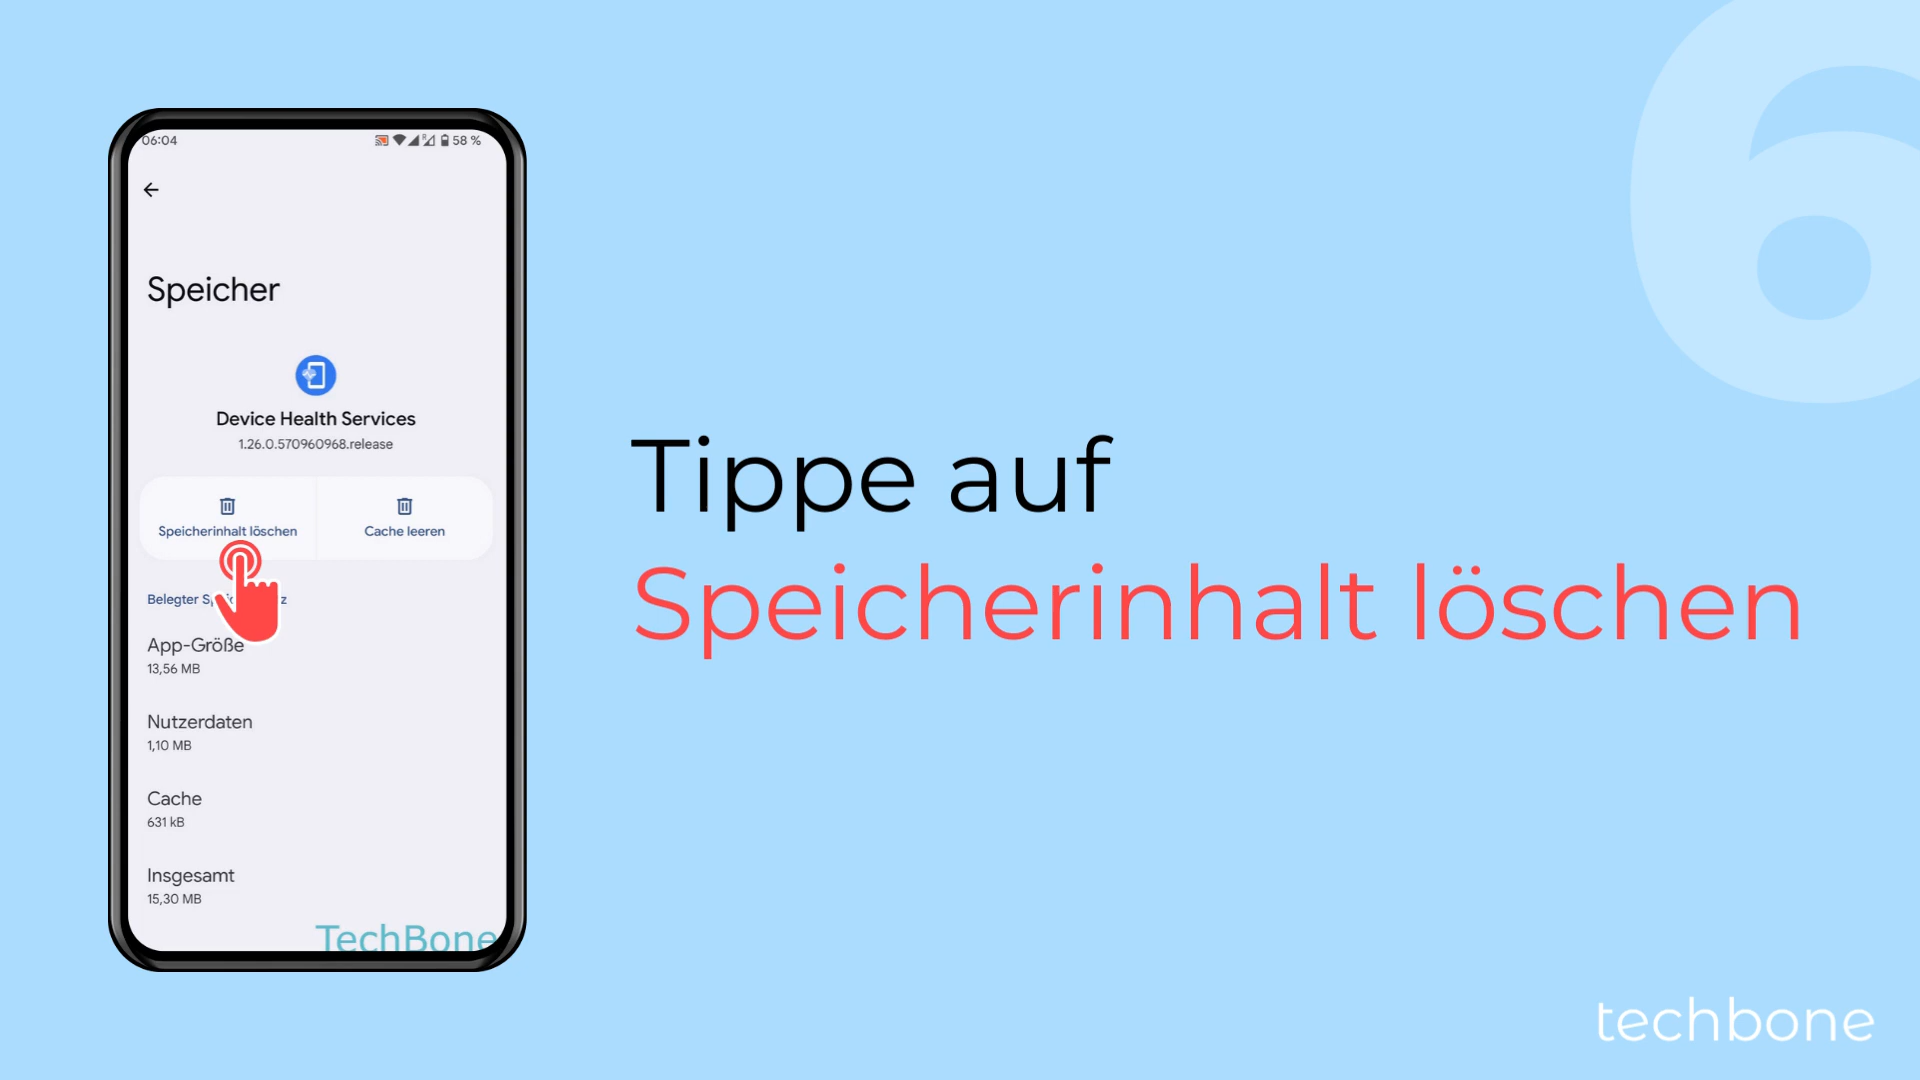 6
06:04
R
58 %
Speicher
Device Health Services
1.26.0.570960968.release
Speicherinhalt löschen
Cache leeren
Belegter
App-Größe
13,56 MB
Nutzerdaten
1,10 MB
Cache
631 kB
Insgesamt
15,30 MB
TechBone
Tippe auf
Speicherinhalt löschen
techbone